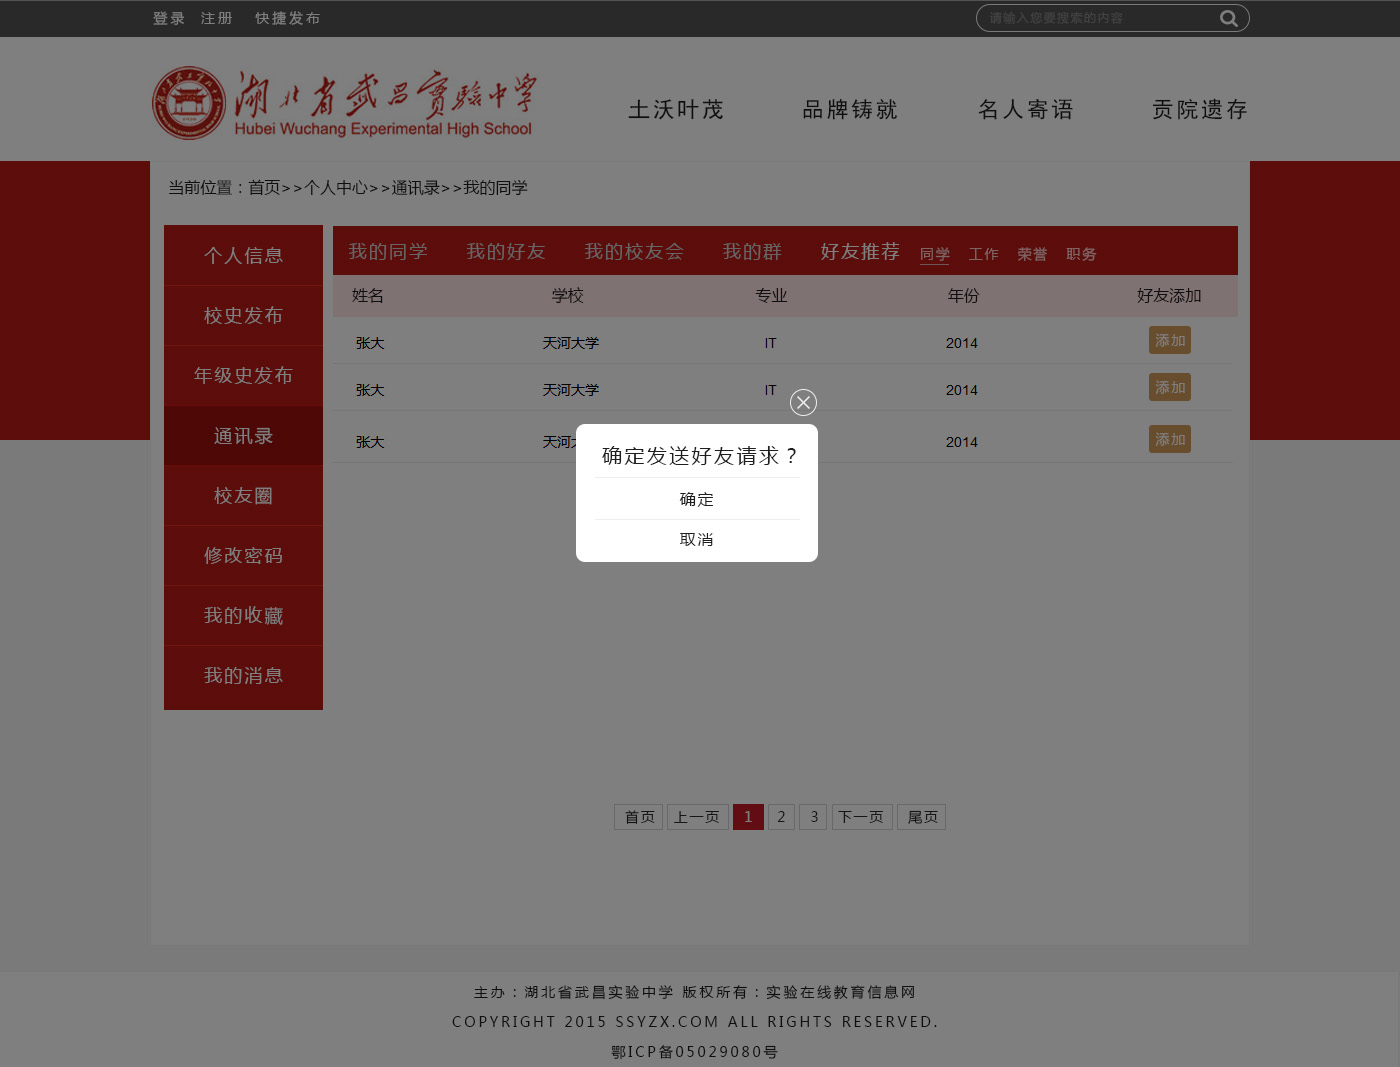 登录 注册 快捷发布 请输入您要搜索的内容
湖北省武昌实验中学
Hubei Wuchang Experimental High School
土沃叶茂 品牌铸就 名人寄语 贡院遗存
当前位置：首页>>个人中心>>通讯录>>我的同学
个人信息
校史发布
年级史发布
通讯录
校友圈
修改密码
我的收藏
我的消息
我的同学 我的好友 我的校友会 我的群 好友推荐 同学 工作 荣誉 职务
姓名 学校 专业 年份 好友添加
张大 天河大学 IT 2014 添加
张大 天河大学 IT 2014 添加
张大 天河 2014 添加
确定发送好友请求？
确定
取消
首页 上一页 1 2 3 下一页 尾页
主办：湖北省武昌实验中学 版权所有：实验在线教育信息网
COPYRIGHT 2015 SSYZX.COM ALL RIGHTS RESERVED.
鄂ICP备05029080号